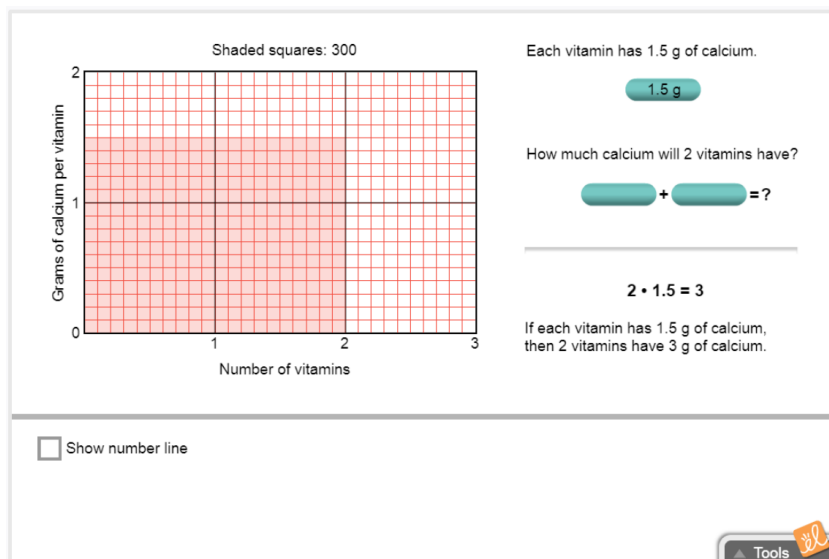 Shaded squares: 300
2
1
0
1
2
3
Grams of calcium per vitamin
Number of vitamins
Each vitamin has 1.5 g of calcium.
1.5 g
How much calcium will 2 vitamins have?
+ = ?
2 • 1.5 = 3
If each vitamin has 1.5 g of calcium,
then 2 vitamins have 3 g of calcium.
Show number line
Tools
el